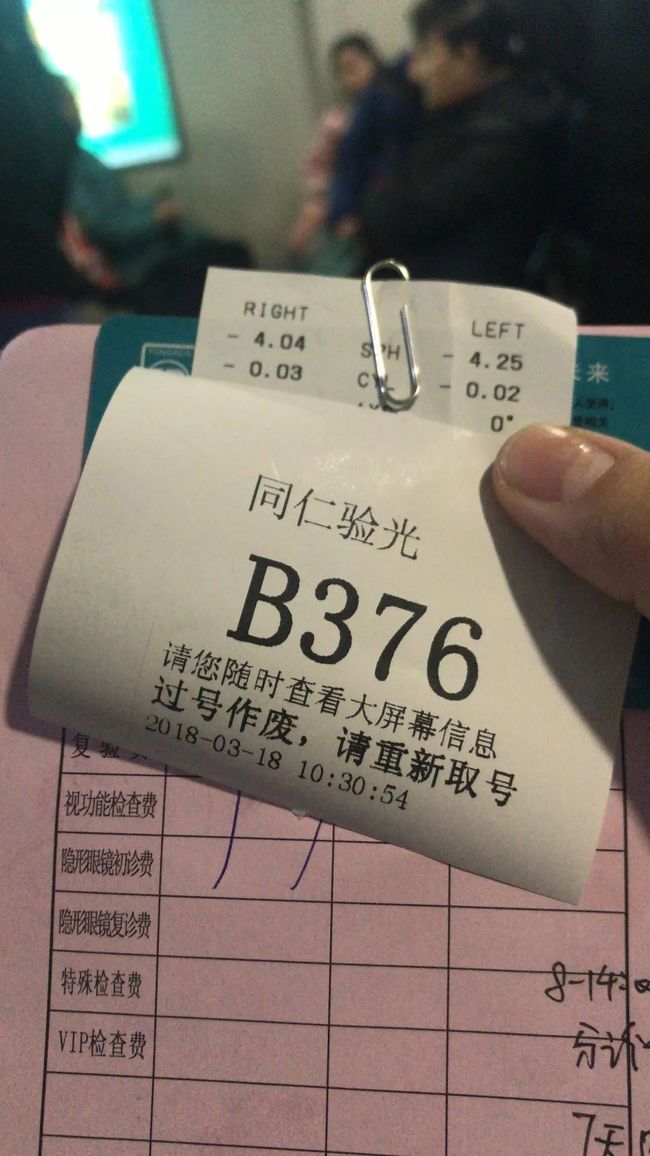 RIGHT LEFT
- 4.04 SPH - 4.25
- 0.03 CYL - 0.02
0°
同仁验光
B376
请您随时查看大屏幕信息
过号作废，请重新取号
2018-03-18 10:30:54
视功能检查费
隐形眼镜初诊费
隐形眼镜复诊费
特殊检查费
VIP检查费
7天